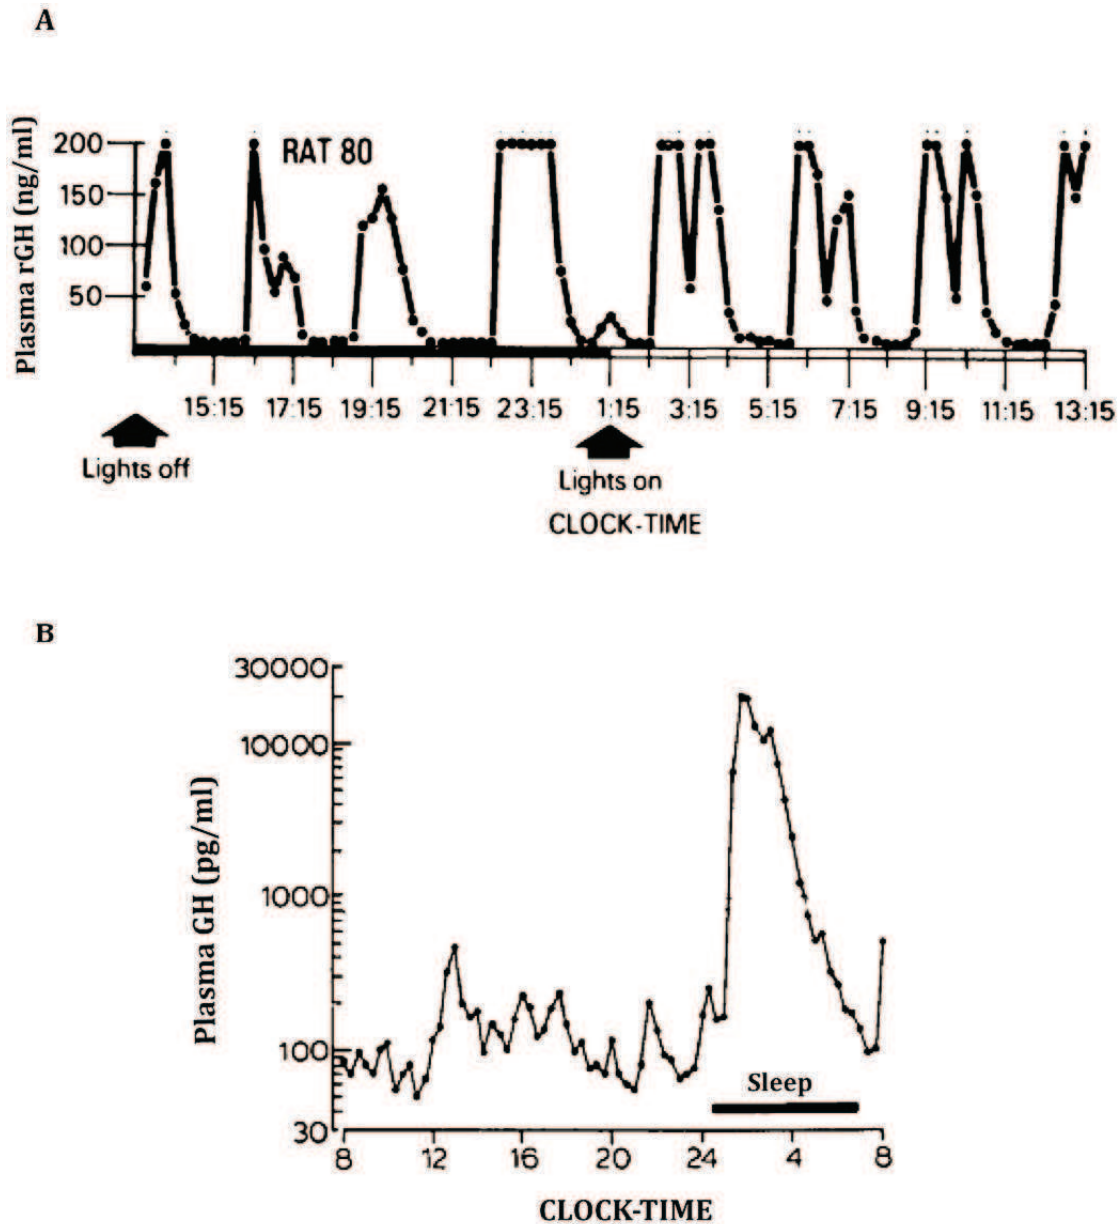 A
Plasma rGH (ng/ml)
200
150
100
50
RAT 80
15:15 17:15 19:15 21:15 23:15 1:15 3:15 5:15 7:15 9:15 11:15 13:15
Lights off
Lights on
CLOCK-TIME
B
Plasma GH (pg/ml)
30000
10000
1000
100
30
Sleep
8 12 16 20 24 4 8
CLOCK-TIME